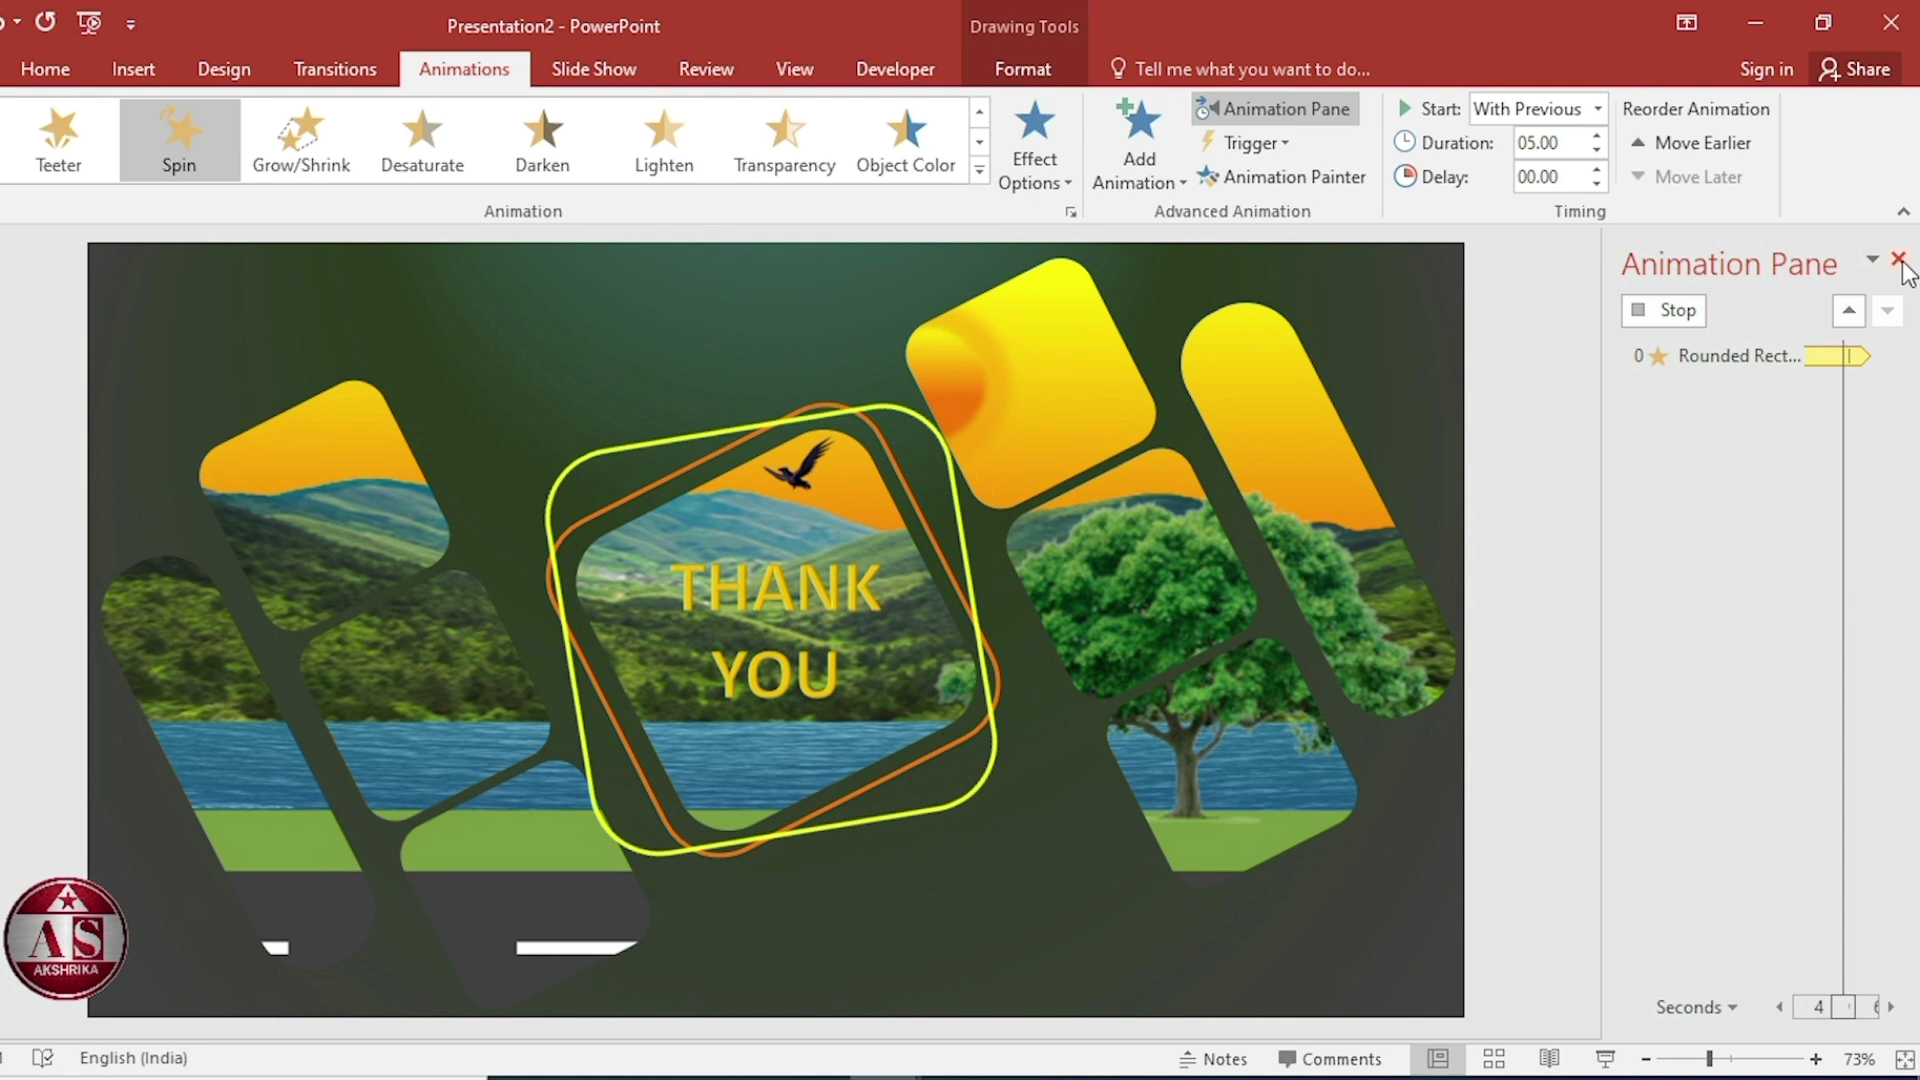 Presentation2 - PowerPoint
Drawing Tools
Home
Insert
Design
Transitions
Animations
Slide Show
Review
View
Developer
Format
Tell me what you want to do...
Sign in
Share
Teeter
Spin
Grow/Shrink
Desaturate
Darken
Lighten
Transparency
Object Color
Effect
Options
Add
Animation
Animation Pane
Trigger
Animation Painter
Start:
With Previous
Duration:
05.00
Delay:
00.00
Reorder Animation
Move Earlier
Move Later
Animation
Advanced Animation
Timing
Animation Pane
Stop
0
Rounded Rect...
THANK
YOU
AS
AKSHRIKA
Seconds
4
English (India)
Notes
Comments
73%